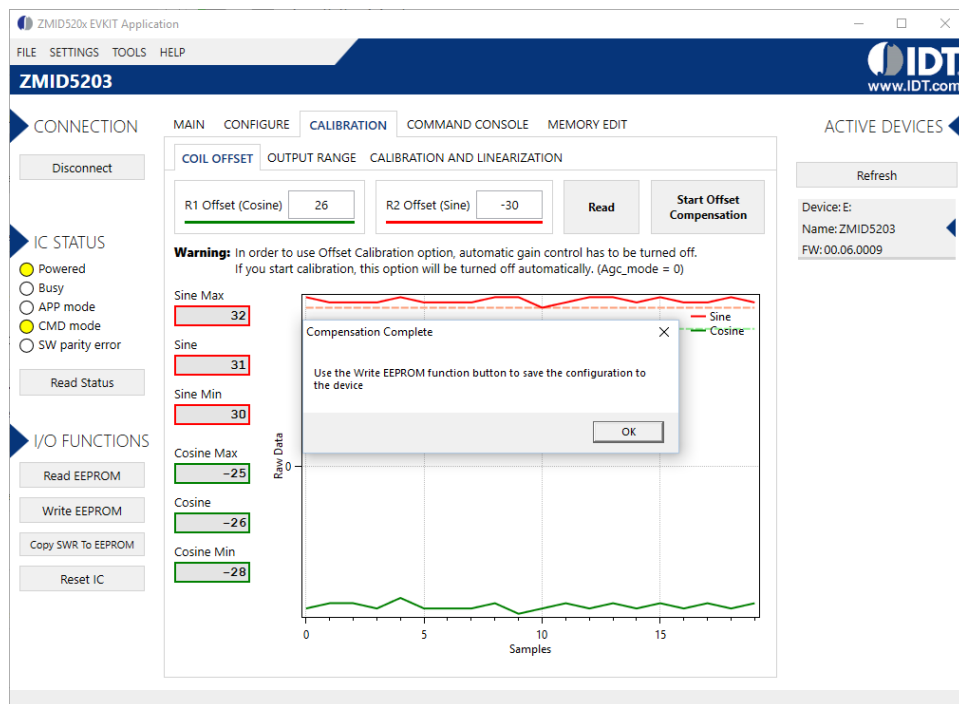 ZMID520x EVKIT Application
FILE SETTINGS TOOLS HELP
IDT.
www.IDT.com
ZMID5203
CONNECTION
Disconnect
IC STATUS
Powered
Busy
APP mode
CMD mode
SW parity error
Read Status
I/O FUNCTIONS
Read EEPROM
Write EEPROM
Copy SWR To EEPROM
Reset IC
MAIN CONFIGURE CALIBRATION COMMAND CONSOLE MEMORY EDIT
COIL OFFSET OUTPUT RANGE CALIBRATION AND LINEARIZATION
R1 Offset (Cosine) 26
R2 Offset (Sine) -30
Read
Start Offset
Compensation
Warning: In order to use Offset Calibration option, automatic gain control has to be turned off.
If you start calibration, this option will be turned off automatically. (Agc_mode = 0)
Sine Max
32
Sine
31
Sine Min
30
Cosine Max
-25
Cosine
-26
Cosine Min
-28
Sine
Cosine
Raw Data
0
0 5 10 15
Samples
Compensation Complete
Use the Write EEPROM function button to save the configuration to
the device
OK
ACTIVE DEVICES
Refresh
Device: E:
Name: ZMID5203
FW: 00.06.0009